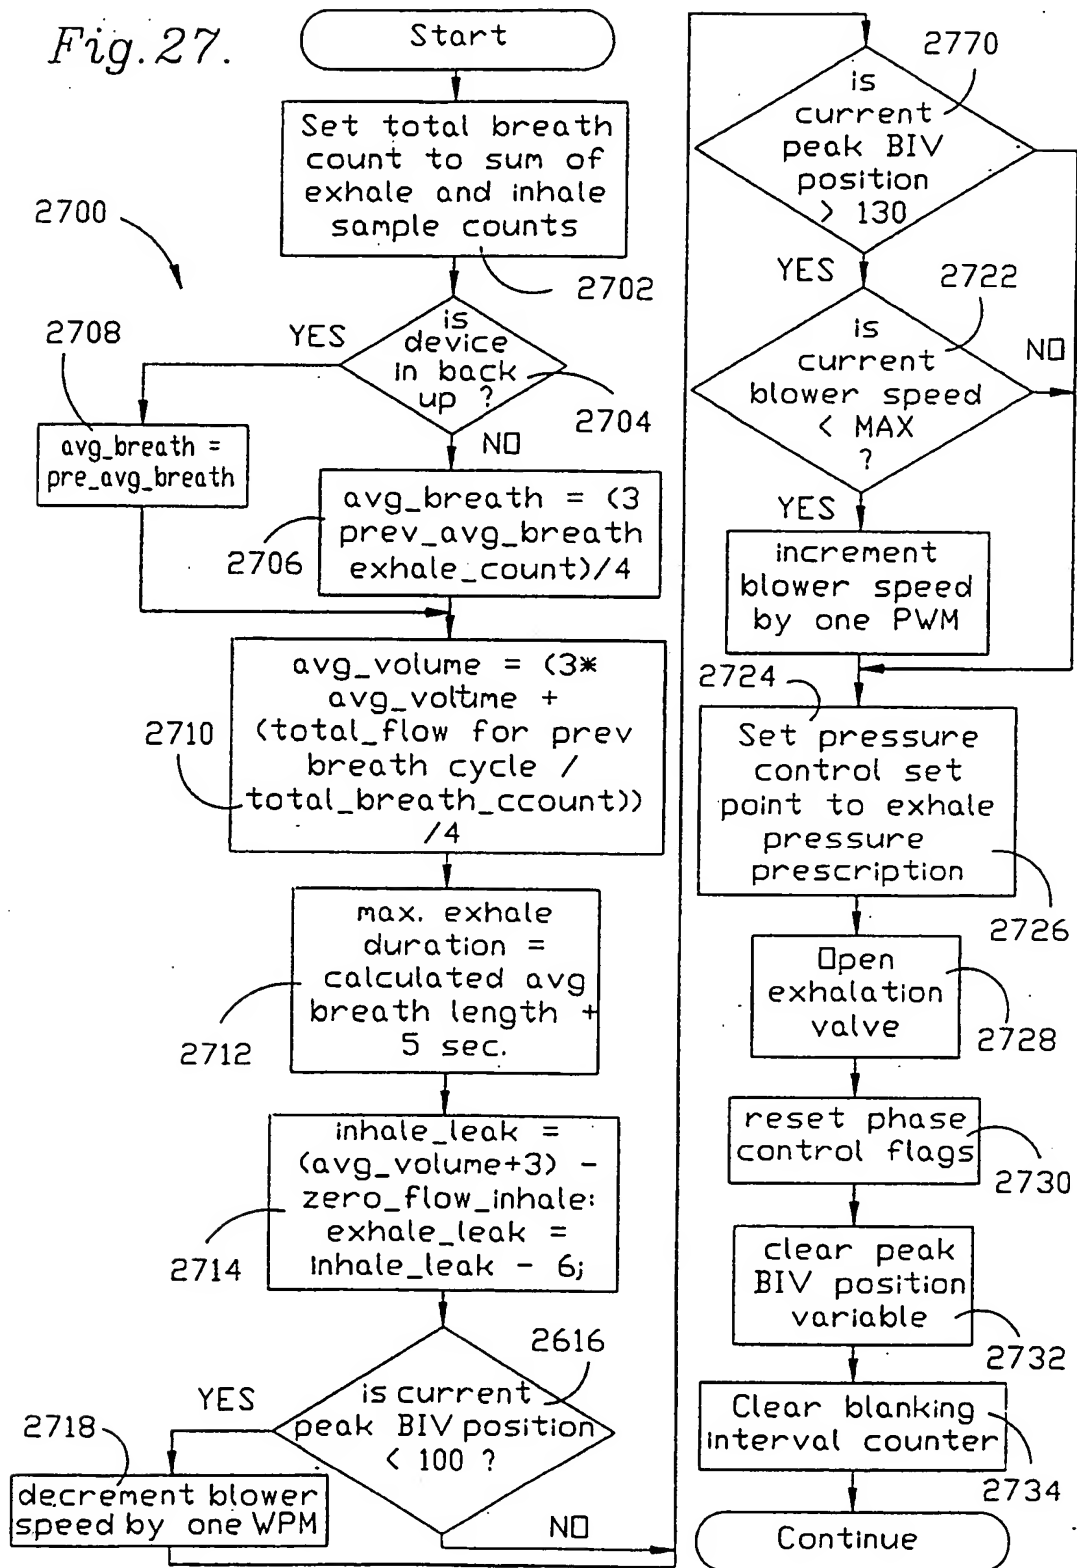 Fig.27.
Start
Set total breath
count to sum of
exhale and inhale
sample counts
2700
2702
is
device
in back
up ?
YES
2704
2708
NO
avg_breath =
pre_avg_breath
avg_breath = (3
prev_avg_breath
exhale_count)/4
2706
avg_volume = (3*
avg_voltume +
(total_flow for prev
breath cycle /
total_breath_ccount))
/4
2710
max. exhale
duration =
calculated avg
breath length +
5 sec.
2712
inhale_leak =
(avg_volume+3) -
zero_flow_inhale:
exhale_leak =
inhale_leak - 6;
2714
2616
is current
peak BIV position
< 100 ?
YES
2718
decrement blower
speed by one WPM
NO
2770
is
current
peak BIV
position
> 130
YES
2722
is
current
blower speed
< MAX
?
NO
YES
increment
blower speed
by one PWM
2724
Set pressure
control set
point to exhale
pressure
prescription
2726
Open
exhalation
valve
2728
reset phase
control flags
2730
clear peak
BIV position
variable
2732
Clear blanking
interval counter
2734
Continue